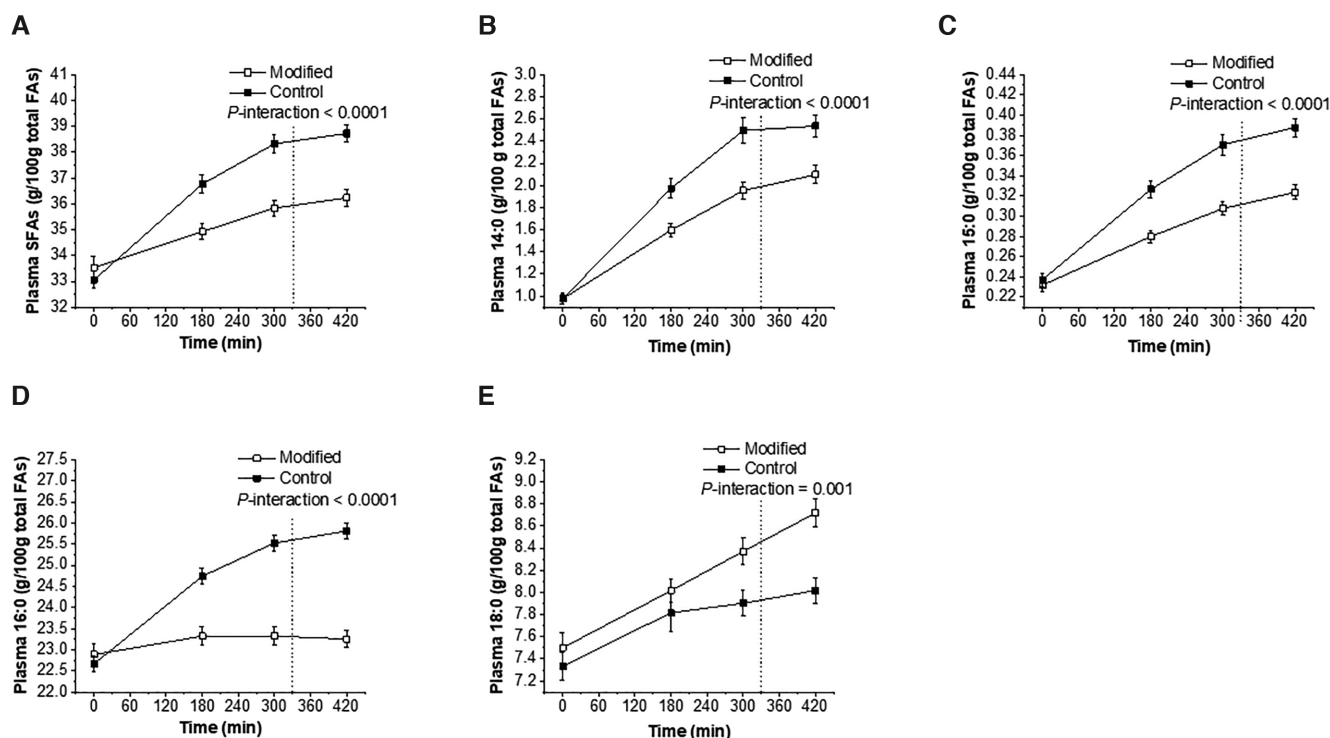 A
Plasma SFAs (g/100g total FAs)
41
40
39
38
37
36
35
34
33
32
Modified
Control
P-interaction < 0.0001
0 60 120 180 240 300 360 420
Time (min)
B
Plasma 14:0 (g/100 g total FAs)
3.0
2.8
2.6
2.4
2.2
2.0
1.8
1.6
1.4
1.2
1.0
Modified
Control
P-interaction < 0.0001
0 60 120 180 240 300 360 420
Time (min)
C
Plasma 15:0 (g/100g total FAs)
0.44
0.42
0.40
0.38
0.36
0.34
0.32
0.30
0.28
0.26
0.24
0.22
Modified
Control
P-interaction < 0.0001
0 60 120 180 240 300 360 420
Time (min)
D
Plasma 16:0 (g/100g total FAs)
27.5
27.0
26.5
26.0
25.5
25.0
24.5
24.0
23.5
23.0
22.5
22.0
Modified
Control
P-interaction < 0.0001
0 60 120 180 240 300 360 420
Time (min)
E
Plasma 18:0 (g/100g total FAs)
9.2
9.0
8.8
8.6
8.4
8.2
8.0
7.8
7.6
7.4
7.2
Modified
Control
P-interaction = 0.001
0 60 120 180 240 300 360 420
Time (min)